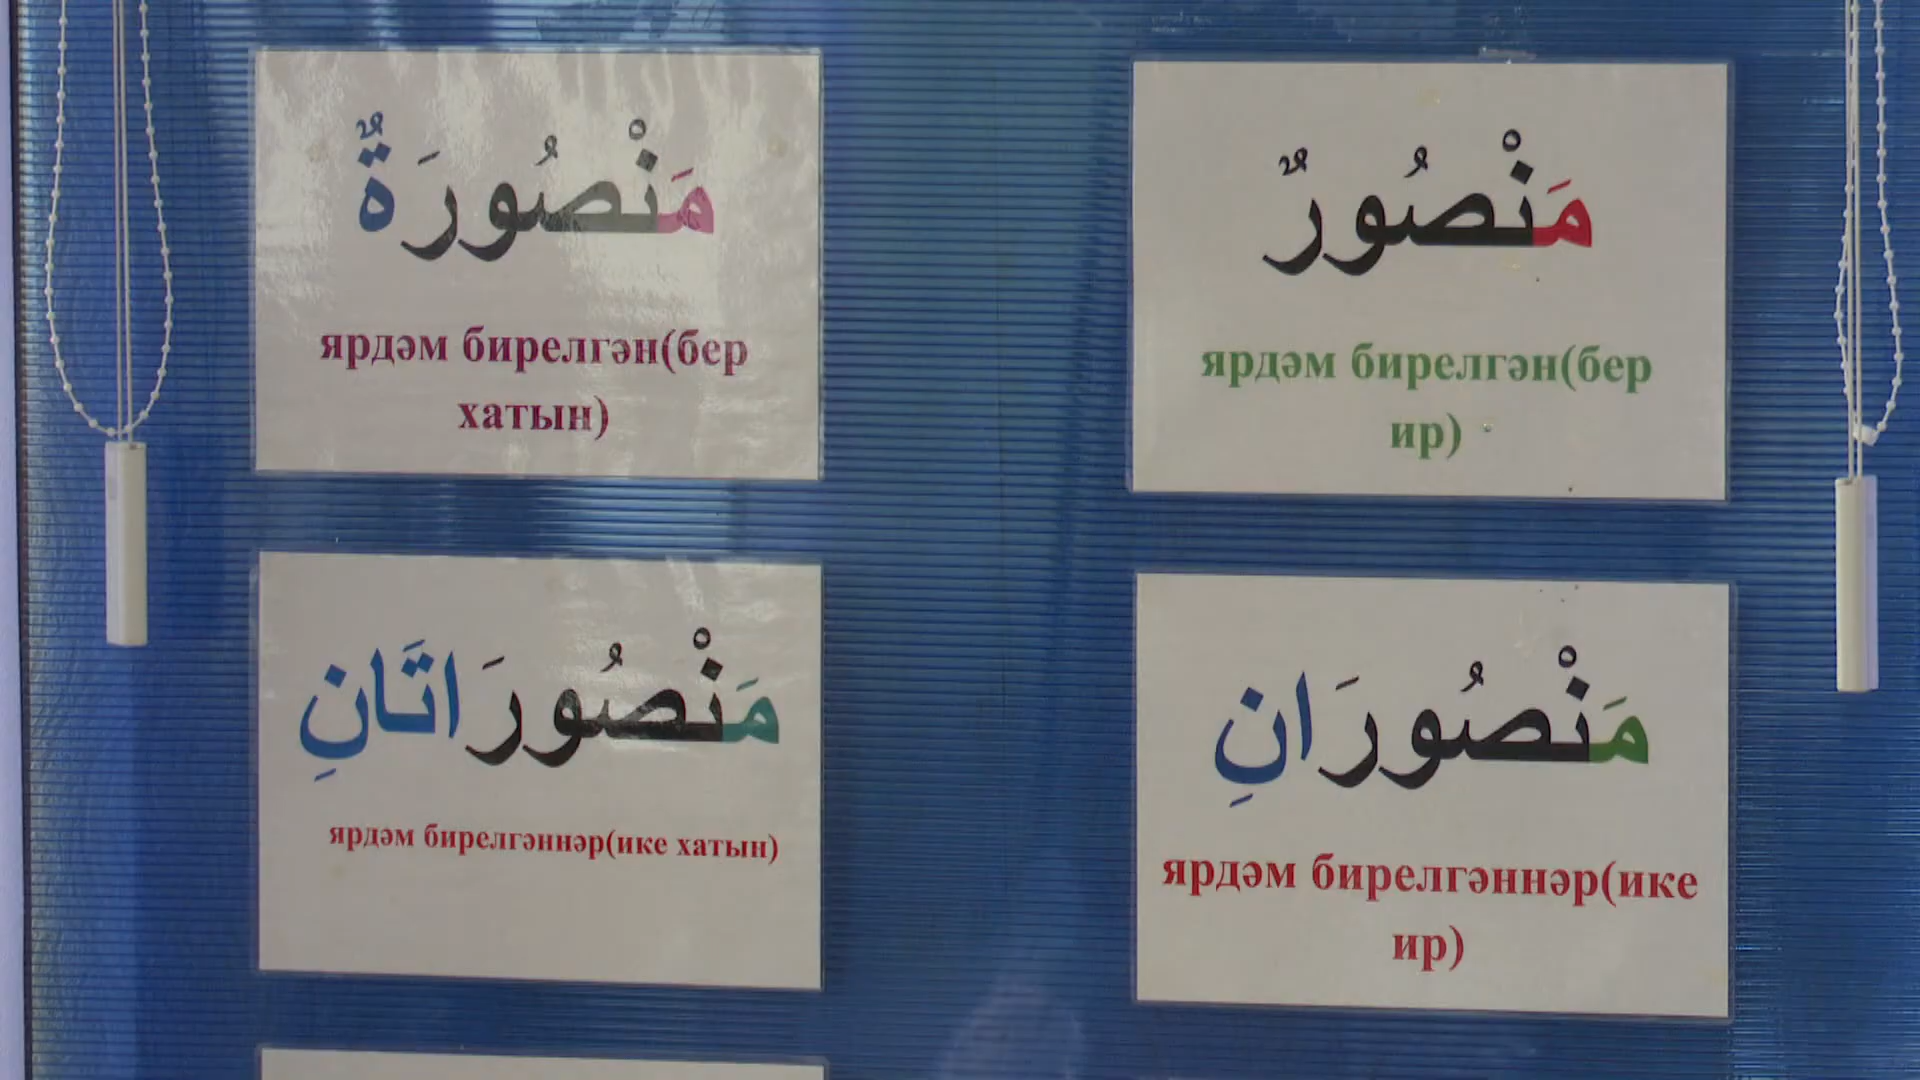 مَنْصُورَةٌ
ярдәм бирелгән(бер
хатын)
مَنْصُورٌ
ярдәм бирелгән(бер
ир)
مَنْصُورَاتَانِ
ярдәм бирелгәннәр(ике хатын)
مَنْصُورَانِ
ярдәм бирелгәннәр(ике
ир)